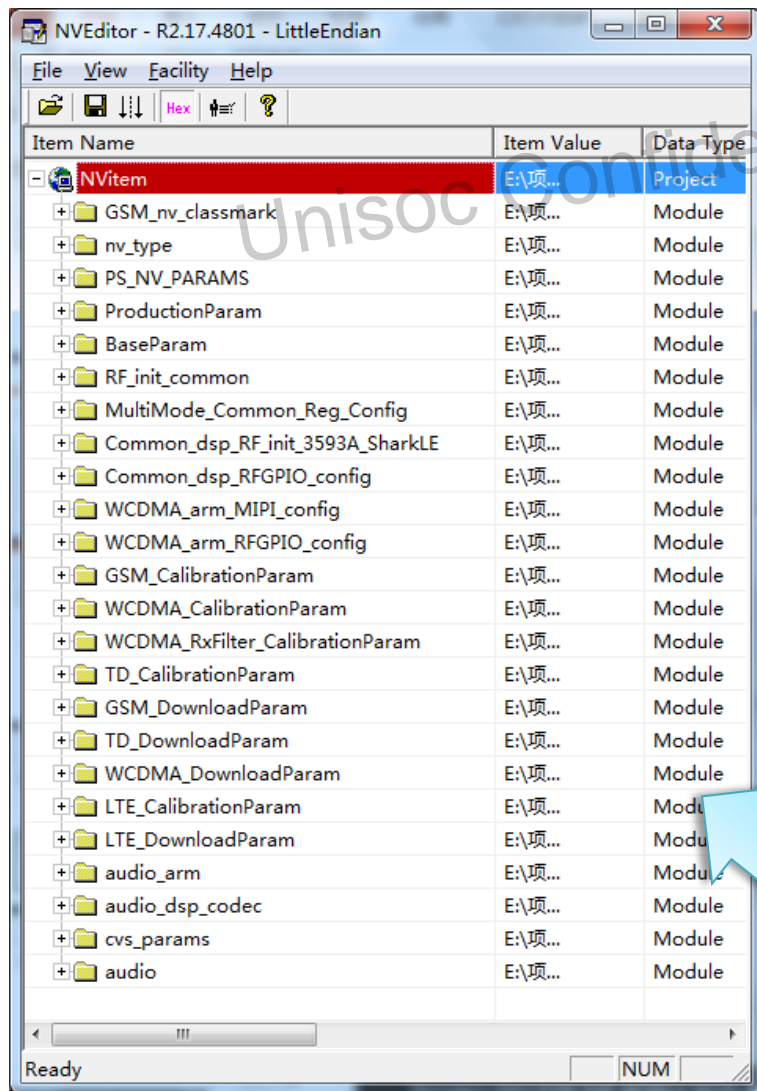 NVEditor - R2.17.4801 - LittleEndian
File View Facility Help
Hex
Item Name Item Value Data Type
NVitem E:\项... Project
GSM_nv_classmark E:\项... Module
nv_type E:\项... Module
PS_NV_PARAMS E:\项... Module
ProductionParam E:\项... Module
BaseParam E:\项... Module
RF_init_common E:\项... Module
MultiMode_Common_Reg_Config E:\项... Module
Common_dsp_RF_init_3593A_SharkLE E:\项... Module
Common_dsp_RFGPIO_config E:\项... Module
WCDMA_arm_MIPI_config E:\项... Module
WCDMA_arm_RFGPIO_config E:\项... Module
GSM_CalibrationParam E:\项... Module
WCDMA_CalibrationParam E:\项... Module
WCDMA_RxFilter_CalibrationParam E:\项... Module
TD_CalibrationParam E:\项... Module
GSM_DownloadParam E:\项... Module
TD_DownloadParam E:\项... Module
WCDMA_DownloadParam E:\项... Module
LTE_CalibrationParam E:\项... Modu
LTE_DownloadParam E:\项... Modu
audio_arm E:\项... Module
audio_dsp_codec E:\项... Module
cvs_params E:\项... Module
audio E:\项... Module
Ready NUM
Unisoc Confide